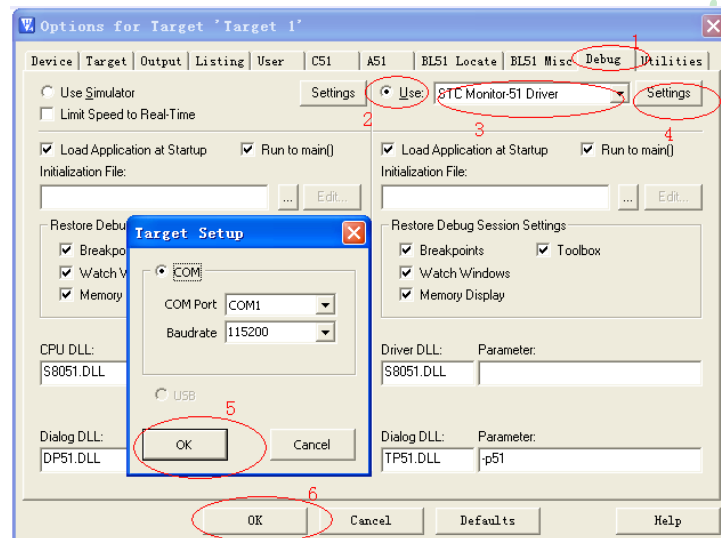 Options for Target 'Target 1'
1
Device Target Output Listing User C51 A51 BL51 Locate BL51 Misc Debug Utilities
Use Simulator Settings Use: STC Monitor-51 Driver Settings
Limit Speed to Real-Time 2 3 4
Load Application at Startup Run to main() Load Application at Startup Run to main()
Initialization File: Initialization File:
... Edit... ... Edit...
Restore Debu Target Setup Restore Debug Session Settings
Breakpo COM Breakpoints Toolbox
Watch W COM Port COM1 Watch Windows
Memory Baudrate 115200 Memory Display
CPU DLL: Driver DLL: Parameter:
S8051.DLL USB S8051.DLL
5
Dialog DLL: OK Cancel Dialog DLL: Parameter:
DP51.DLL TP51.DLL -p51
6
OK Cancel Defaults Help